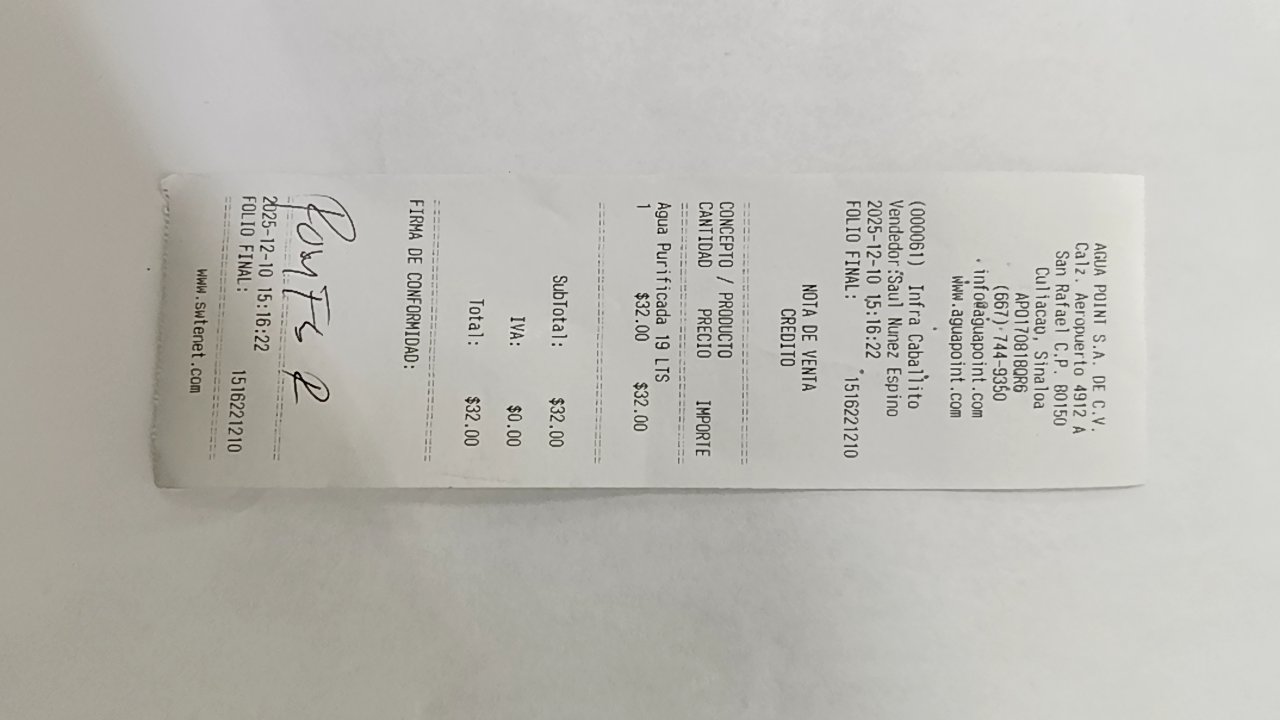 AGUA POINT S.A. DE C.V.
Calz. Aeropuerto 4912 A
San Rafael C.P. 80150
Culiacan, Sinaloa
APO170818QR6
(667) 744-9350
info@aguapoint.com
www.aguapoint.com
(000061) Infra Caballito
Vendedor:Saul Nunez Espino
2025-12-10 15:16:22
FOLIO FINAL: 1516221210
NOTA DE VENTA
CREDITO
CONCEPTO / PRODUCTO
CANTIDAD PRECIO IMPORTE
Agua Purificada 19 LTS
1 $32.00 $32.00
SubTotal: $32.00
IVA: $0.00
Total: $32.00
FIRMA DE CONFORMIDAD:
2025-12-10 15:16:22
FOLIO FINAL: 1516221210
www.swtenet.com